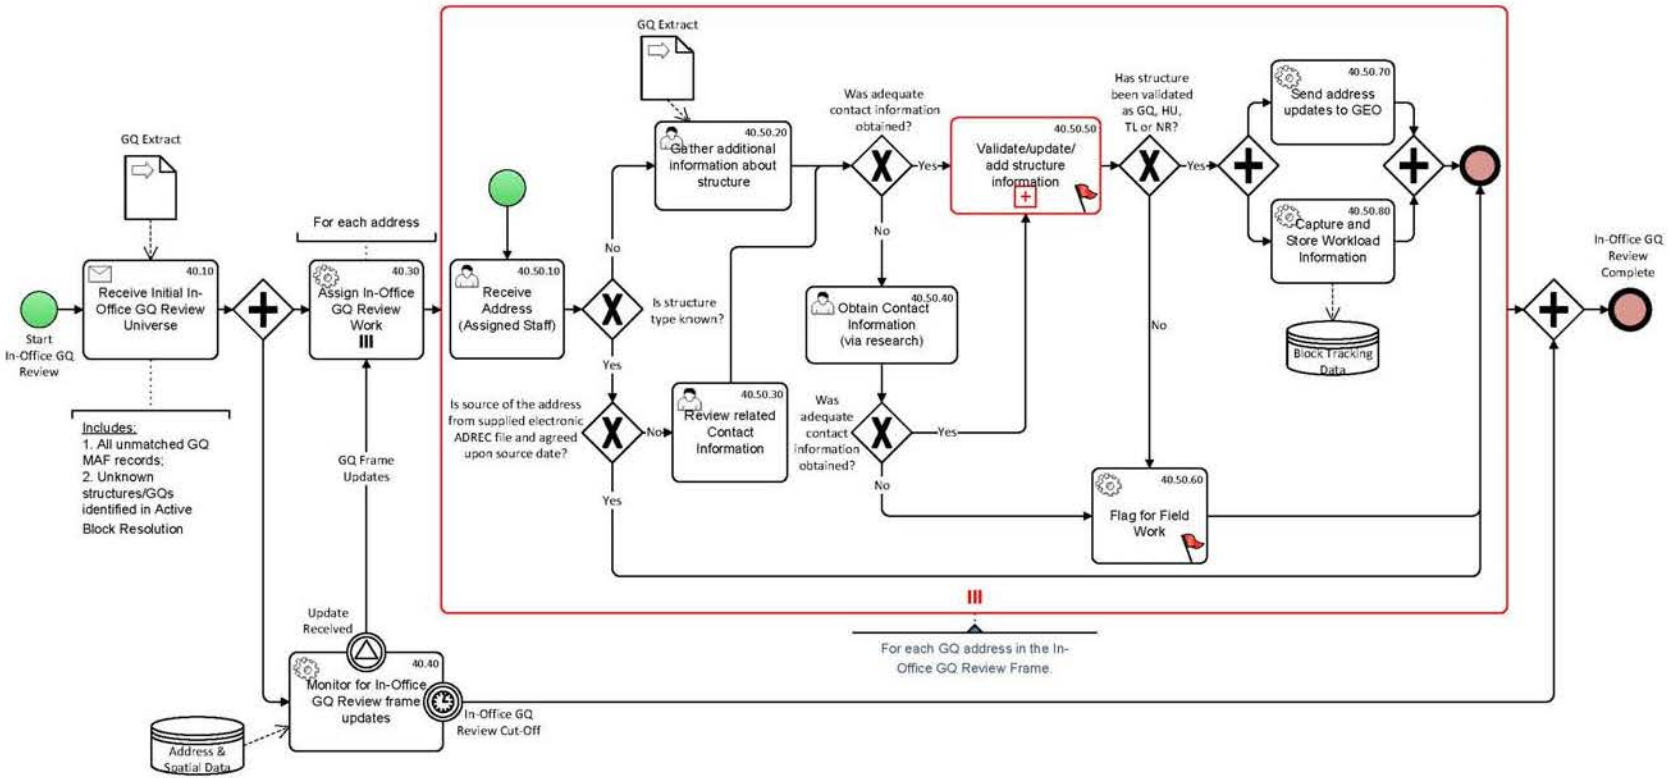 GQ Extract
GQ Extract
Was adequate
contact information
obtained?
Has structure
been validated
as GQ, HU,
TL or NR?
40.50.70
Send address
updates to GEO
40.50.20
Gather additional
information about
structure
Yes
40.50.50
Validate/update/
add structure
information
Yes
40.50.80
Capture and
Store Workload
Information
Block Tracking
Data
For each address
No
No
40.10
Receive Initial In-
Office GQ Review
Universe
40.30
Assign In-Office
GQ Review
Work
40.50.10
Receive
Address
(Assigned Staff)
Is structure
type known?
40.50.40
Obtain Contact
Information
(via research)
No
In-Office GQ
Review
Complete
Start
In-Office GQ
Review
Yes
Is source of the address
from supplied electronic
ADREC file and agreed
upon source date?
No
40.50.30
Review related
Contact
Information
Was
adequate
contact
information
obtained?
Yes
Includes:
1. All unmatched GQ
MAF records;
2. Unknown
structures/GQs
identified in Active
Block Resolution
GQ Frame
Updates
Yes
No
40.50.60
Flag for Field
Work
Update
Received
For each GQ address in the In-
Office GQ Review Frame.
40.40
Monitor for In-Office
GQ Review frame
updates
In-Office GQ
Review Cut-Off
Address &
Spatial Data